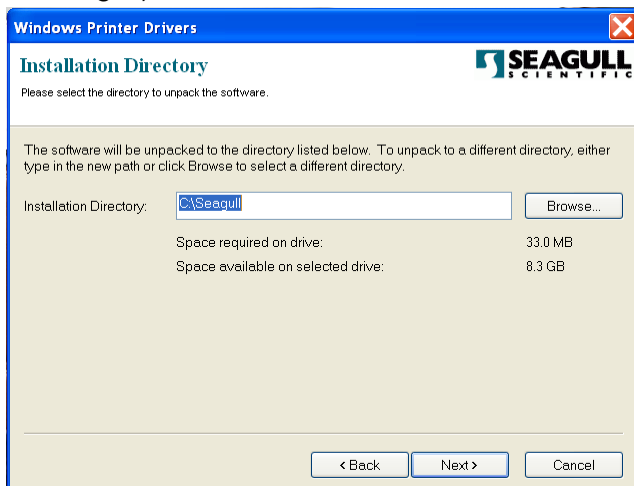 Windows Printer Drivers
Installation Directory
SEAGULL
SCIENTIFIC
Please select the directory to unpack the software.
The software will be unpacked to the directory listed below.  To unpack to a different directory, either
type in the new path or click Browse to select a different directory.
Installation Directory: C:\Seagull Browse...
Space required on drive: 33.0 MB
Space available on selected drive: 8.3 GB
< Back Next > Cancel